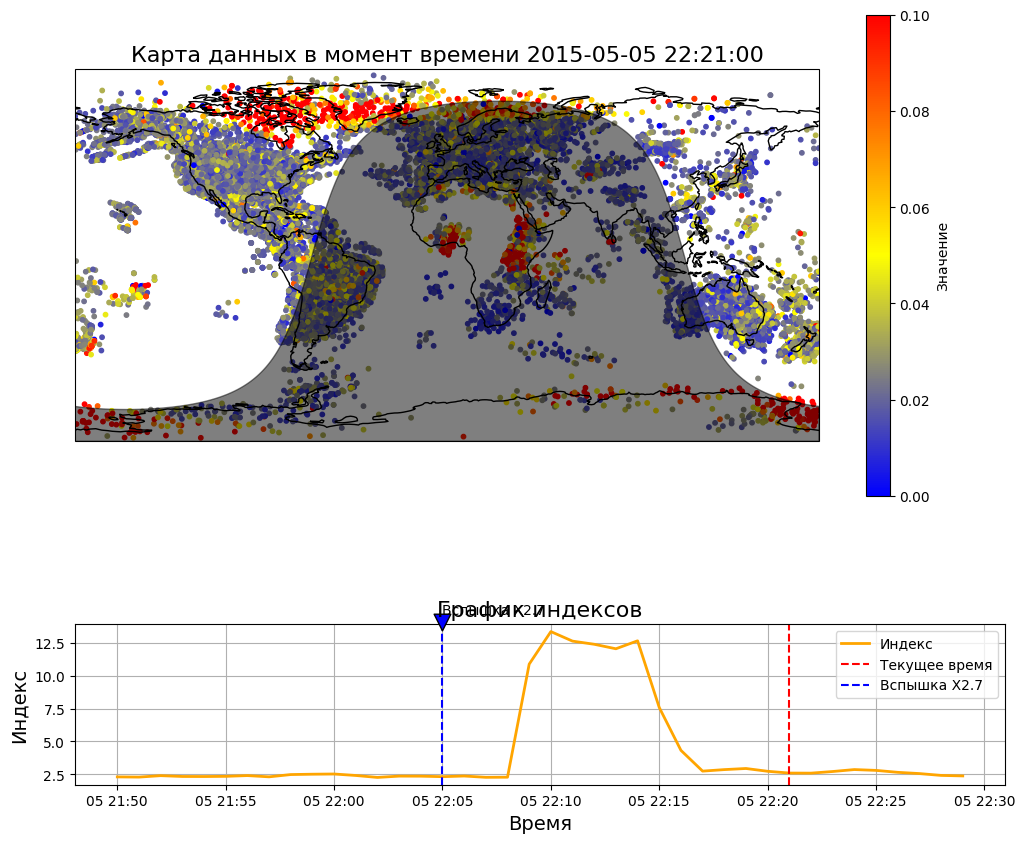 Карта данных в момент времени 2015-05-05 22:21:00
0.10
0.08
0.06
0.04
0.02
0.00
Значение
Вспышка X2.7
График индексов
12.5
10.0
7.5
5.0
2.5
Индекс
Индекс
Текущее время
Вспышка X2.7
05 21:50
05 21:55
05 22:00
05 22:05
05 22:10
05 22:15
05 22:20
05 22:25
05 22:30
Время